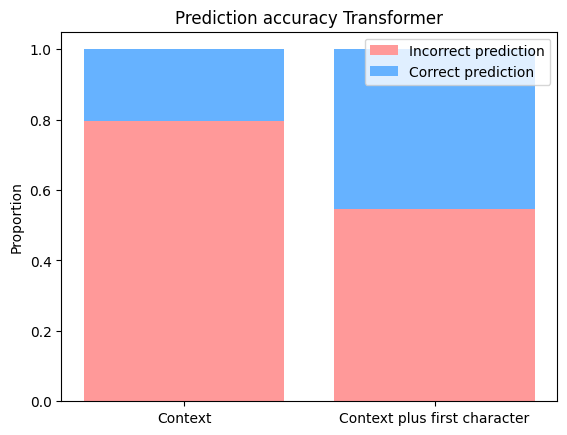 Prediction accuracy Transformer
Incorrect prediction
Correct prediction
1.0
0.8
0.6
0.4
0.2
0.0
Proportion
Context
Context plus first character